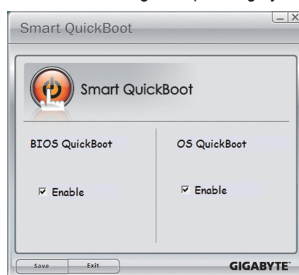 Smart QuickBoot
Smart QuickBoot
BIOS QuickBoot
OS QuickBoot
Enable
Enable
Save
Exit
GIGABYTE